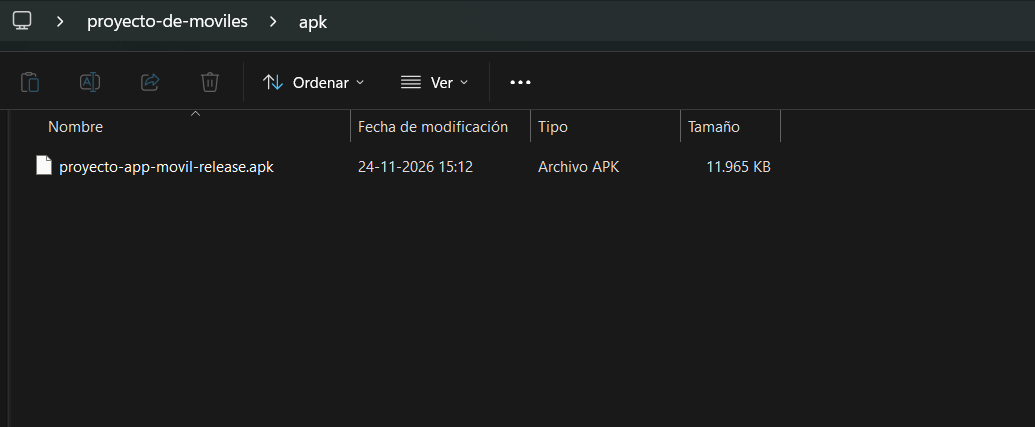 proyecto-de-moviles > apk
Ordenar Ver
Nombre Fecha de modificación Tipo Tamaño
proyecto-app-movil-release.apk 24-11-2026 15:12 Archivo APK 11.965 KB